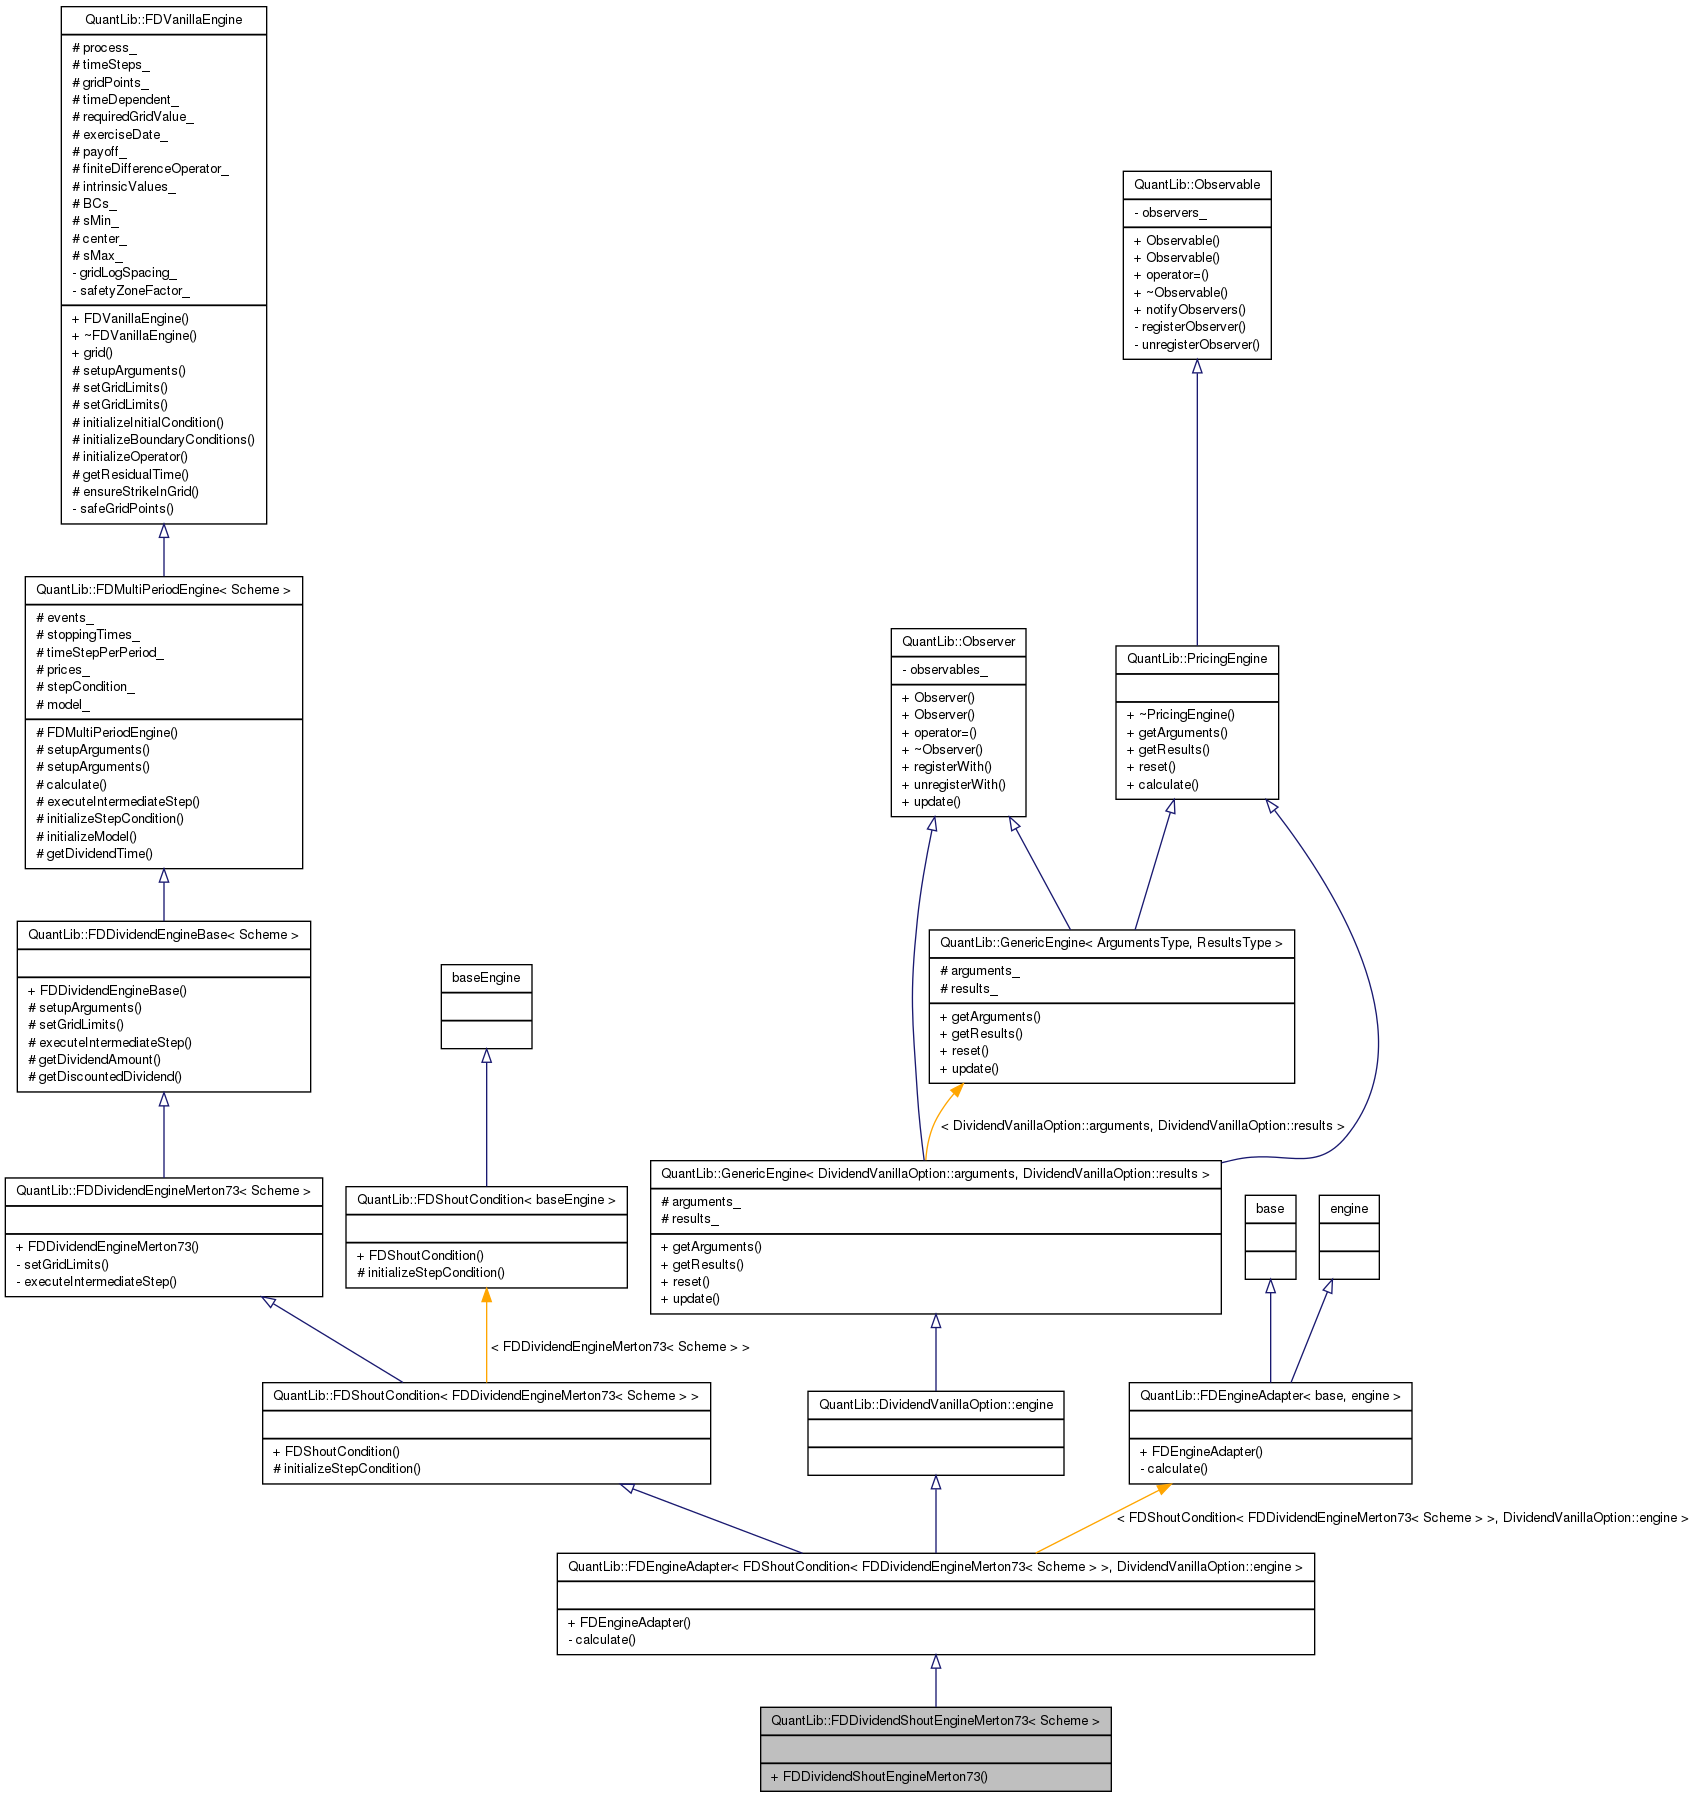 QuantLib::FDVanillaEngine
# process_
# timeSteps_
# gridPoints_
# timeDependent_
# requiredGridValue_
# exerciseDate_
# payoff_
# finiteDifferenceOperator_
# intrinsicValues_
# BCs_
# sMin_
# center_
# sMax_
- gridLogSpacing_
- safetyZoneFactor_
+ FDVanillaEngine()
+ ~FDVanillaEngine()
+ grid()
# setupArguments()
# setGridLimits()
# setGridLimits()
# initializeInitialCondition()
# initializeBoundaryConditions()
# initializeOperator()
# getResidualTime()
# ensureStrikeInGrid()
- safeGridPoints()
QuantLib::Observable
- observers_
+ Observable()
+ Observable()
+ operator=()
+ ~Observable()
+ notifyObservers()
- registerObserver()
- unregisterObserver()
QuantLib::FDMultiPeriodEngine< Scheme >
# events_
# stoppingTimes_
# timeStepPerPeriod_
# prices_
# stepCondition_
# model_
# FDMultiPeriodEngine()
# setupArguments()
# setupArguments()
# calculate()
# executeIntermediateStep()
# initializeStepCondition()
# initializeModel()
# getDividendTime()
QuantLib::Observer
- observables_
+ Observer()
+ Observer()
+ operator=()
+ ~Observer()
+ registerWith()
+ unregisterWith()
+ update()
QuantLib::PricingEngine
+ ~PricingEngine()
+ getArguments()
+ getResults()
+ reset()
+ calculate()
QuantLib::FDDividendEngineBase< Scheme >
+ FDDividendEngineBase()
# setupArguments()
# setGridLimits()
# executeIntermediateStep()
# getDividendAmount()
# getDiscountedDividend()
baseEngine
QuantLib::GenericEngine< ArgumentsType, ResultsType >
# arguments_
# results_
+ getArguments()
+ getResults()
+ reset()
+ update()
< DividendVanillaOption::arguments, DividendVanillaOption::results >
QuantLib::FDDividendEngineMerton73< Scheme >
+ FDDividendEngineMerton73()
- setGridLimits()
- executeIntermediateStep()
QuantLib::FDShoutCondition< baseEngine >
+ FDShoutCondition()
# initializeStepCondition()
QuantLib::GenericEngine< DividendVanillaOption::arguments, DividendVanillaOption::results >
# arguments_
# results_
+ getArguments()
+ getResults()
+ reset()
+ update()
base
engine
< FDDividendEngineMerton73< Scheme > >
QuantLib::FDShoutCondition< FDDividendEngineMerton73< Scheme > >
+ FDShoutCondition()
# initializeStepCondition()
QuantLib::DividendVanillaOption::engine
QuantLib::FDEngineAdapter< base, engine >
+ FDEngineAdapter()
- calculate()
< FDShoutCondition< FDDividendEngineMerton73< Scheme > >, DividendVanillaOption::engine >
QuantLib::FDEngineAdapter< FDShoutCondition< FDDividendEngineMerton73< Scheme > >, DividendVanillaOption::engine >
+ FDEngineAdapter()
- calculate()
QuantLib::FDDividendShoutEngineMerton73< Scheme >
+ FDDividendShoutEngineMerton73()